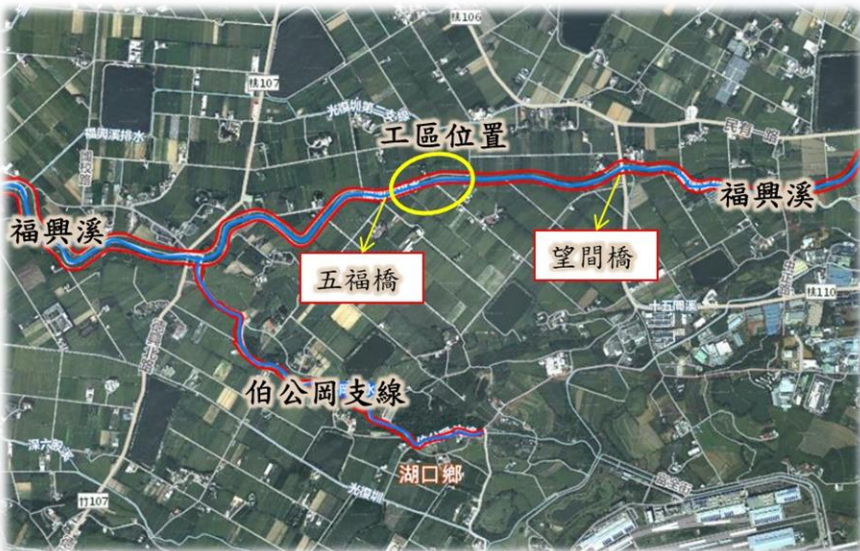 桃106
桃107
光復圳第一支線
福興溪排水
工區位置
民有一路
福興溪
福興溪
五福橋
望間橋
桃110
十五間溪
伯公岡支線
湖口鄉
光復圳
竹107